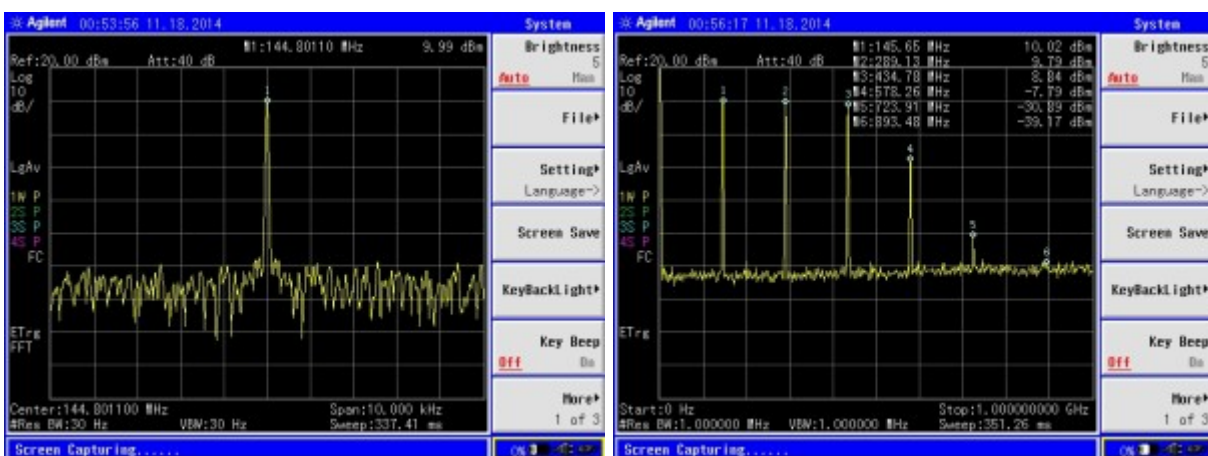 Agilent 00:53:56 11.18.2014 System
M1:144.80110 MHz 9.99 dBm
Ref:20.00 dBm Att:40 dB
Log
10
dB/
1
LgAv
1W P
2S P
3S P
4S P
FC
ETrg
FFT
Center:144.801100 MHz Span:10.000 kHz
#Res BW:30 Hz VBW:30 Hz Sweep:337.41 ms
Screen Capturing......
Brightness
5
Auto Man
File
Setting
Language->
Screen Save
KeyBackLight
Key Beep
Off On
More
1 of 3
0%
Agilent 00:56:17 11.18.2014 System
M1:145.65 MHz 10.02 dBm
Ref:20.00 dBm Att:40 dB M2:289.13 MHz 9.79 dBm
M3:434.78 MHz 8.84 dBm
M4:578.26 MHz -7.79 dBm
M5:723.91 MHz -30.89 dBm
M6:893.48 MHz -39.17 dBm
Log
10
dB/
1 2 3
4
5
6
LgAv
1W P
2S P
3S P
4S P
FC
ETrg
Start:0 Hz Stop:1.000000000 GHz
#Res BW:1.000000 MHz VBW:1.000000 MHz Sweep:351.26 ms
Screen Capturing......
Brightness
5
Auto Man
File
Setting
Language->
Screen Save
KeyBackLight
Key Beep
Off On
More
1 of 3
0%